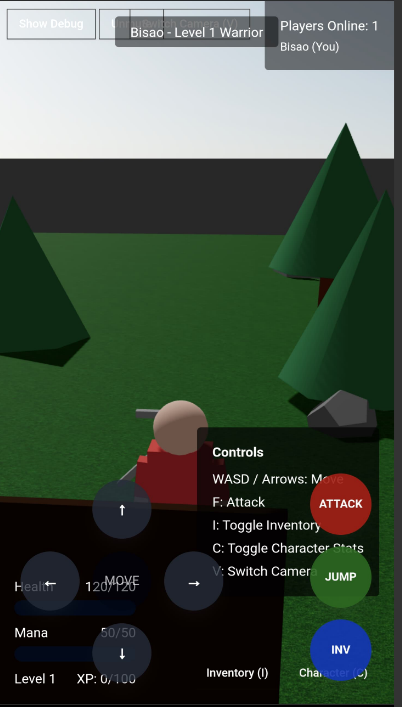 Show Debug
Switch Camera (V)
Bisao - Level 1 Warrior
Players Online: 1
Bisao (You)
Controls
WASD / Arrows: Move
F: Attack
I: Toggle Inventory
C: Toggle Character Stats
V: Switch Camera
ATTACK
JUMP
INV
↑
←
MOVE
→
↓
Health 120/120
Mana 50/50
Level 1 XP: 0/100
Inventory (I)
Character (C)